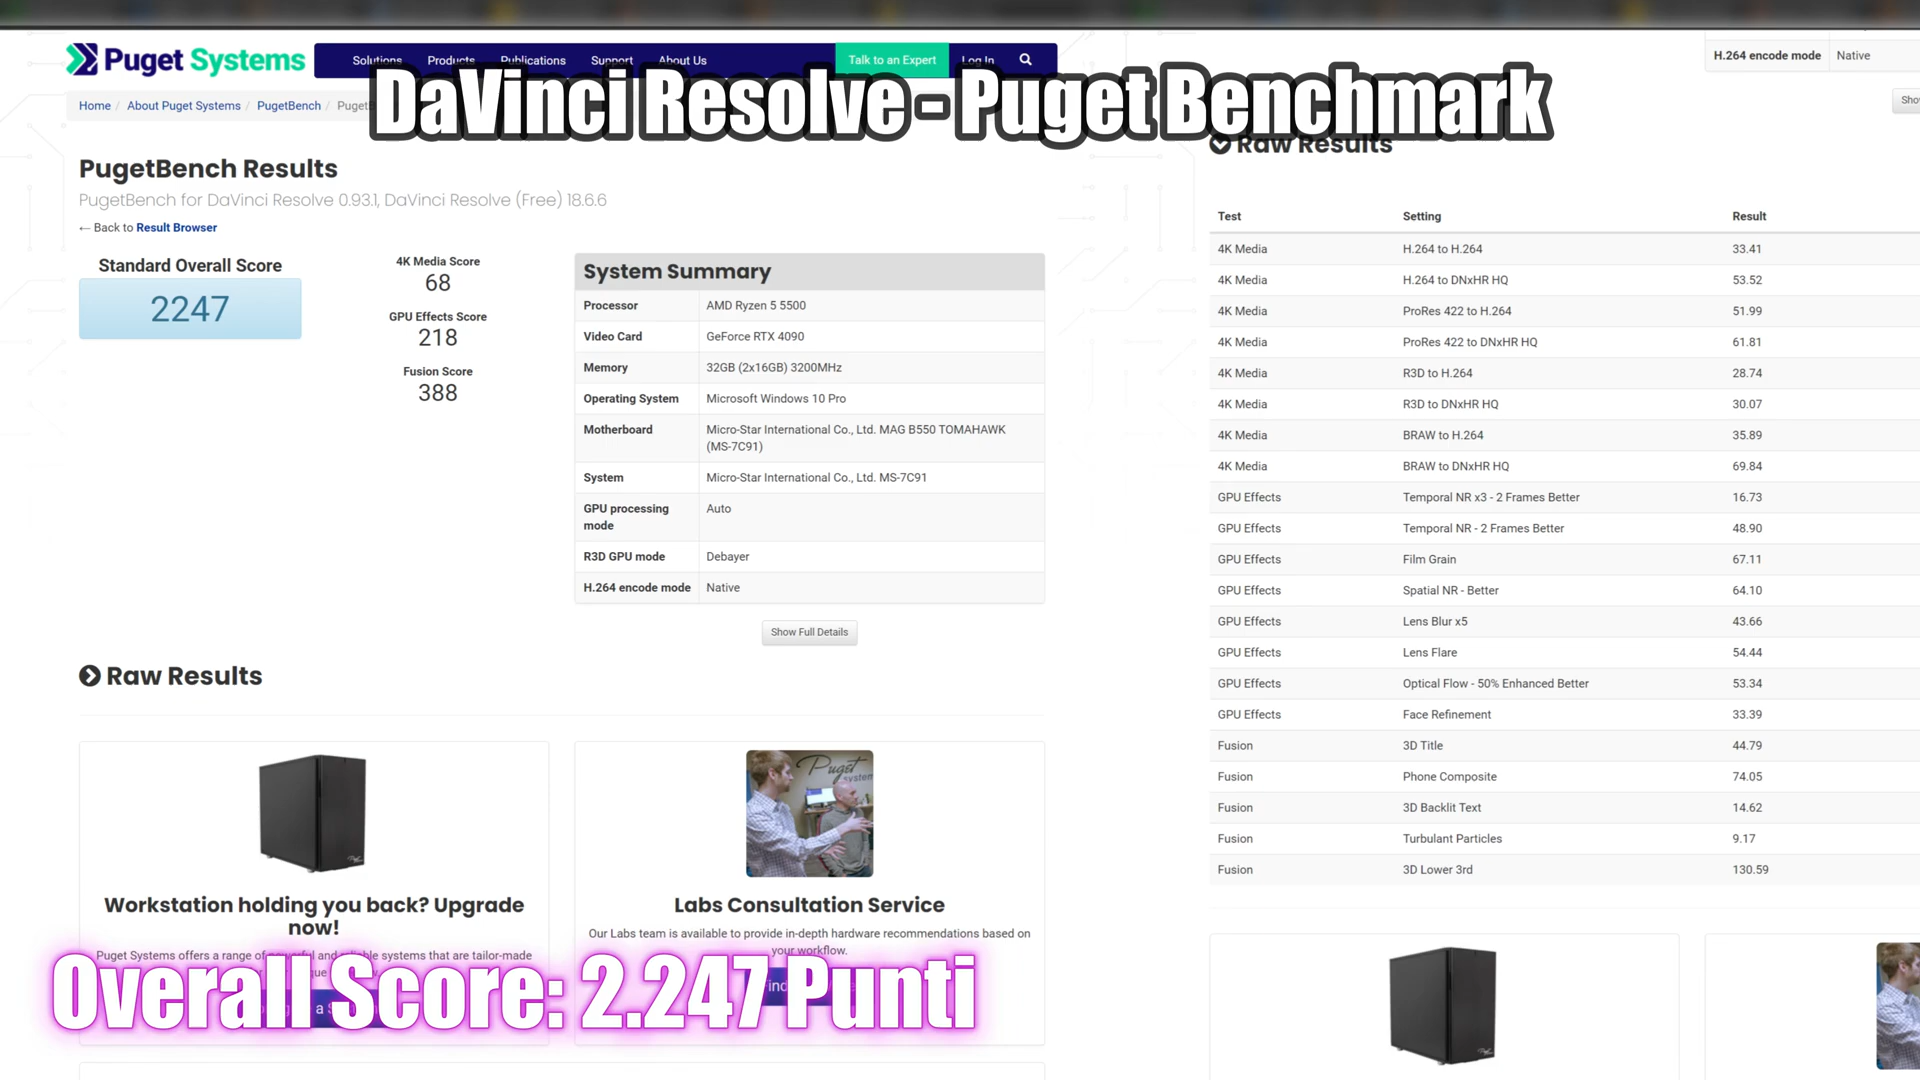 Puget Systems
Solutions Products Publications Support About Us Talk to an Expert Log In
DaVinci Resolve - Puget Benchmark
Home / About Puget Systems / PugetBench /
PugetBench Results
PugetBench for DaVinci Resolve 0.93.1, DaVinci Resolve (Free) 18.6.6
← Back to Result Browser
Standard Overall Score
2247
4K Media Score
68
GPU Effects Score
218
Fusion Score
388
System Summary
Processor AMD Ryzen 5 5500
Video Card GeForce RTX 4090
Memory 32GB (2x16GB) 3200MHz
Operating System Microsoft Windows 10 Pro
Motherboard Micro-Star International Co., Ltd. MAG B550 TOMAHAWK
(MS-7C91)
System Micro-Star International Co., Ltd. MS-7C91
GPU processing Auto
mode
R3D GPU mode Debayer
H.264 encode mode Native
Show Full Details
Raw Results
Workstation holding you back? Upgrade
now!
Puget Systems offers a range of powerful and reliable systems that are tailor-made
Puget Systems
Labs Consultation Service
Our Labs team is available to provide in-depth hardware recommendations based on
your workflow.
Overall Score: 2.247 Punti
H.264 encode mode Native
Raw Results
Test Setting Result
4K Media H.264 to H.264 33.41
4K Media H.264 to DNxHR HQ 53.52
4K Media ProRes 422 to H.264 51.99
4K Media ProRes 422 to DNxHR HQ 61.81
4K Media R3D to H.264 28.74
4K Media R3D to DNxHR HQ 30.07
4K Media BRAW to H.264 35.89
4K Media BRAW to DNxHR HQ 69.84
GPU Effects Temporal NR x3 - 2 Frames Better 16.73
GPU Effects Temporal NR - 2 Frames Better 48.90
GPU Effects Film Grain 67.11
GPU Effects Spatial NR - Better 64.10
GPU Effects Lens Blur x5 43.66
GPU Effects Lens Flare 54.44
GPU Effects Optical Flow - 50% Enhanced Better 53.34
GPU Effects Face Refinement 33.39
Fusion 3D Title 44.79
Fusion Phone Composite 74.05
Fusion 3D Backlit Text 14.62
Fusion Turbulant Particles 9.17
Fusion 3D Lower 3rd 130.59